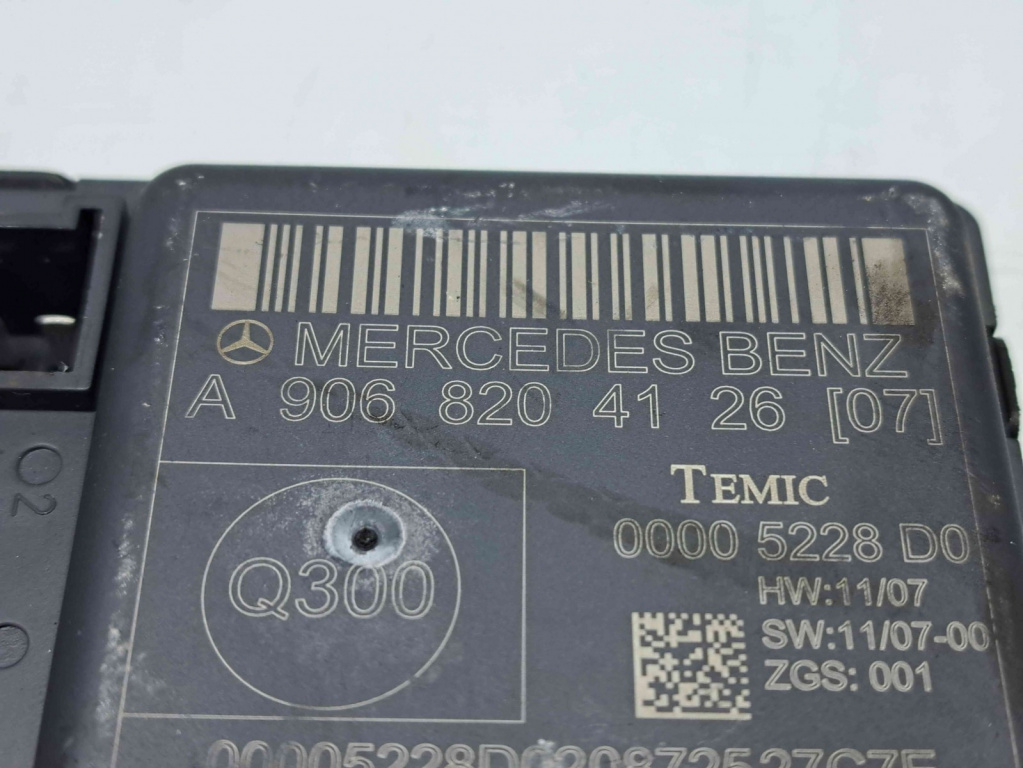 MERCEDES BENZ
A 906 820 41 26 [07]
TEMIC
0000 5228 D0
HW:11/07
SW:11/07-00
ZGS: 001
Q300
O2